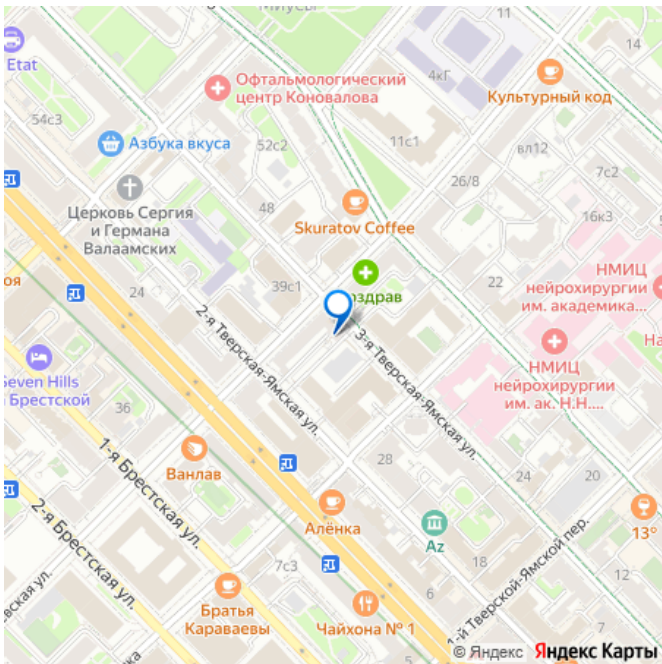 Миусы
11
14
Etat
Офтальмологический
центр Коновалова
4кГ
Культурный код
54с3
Азбука вкуса
52с2
11с1
вл12
7с2
26/8
Церковь Сергия
и Германа
Валаамских
48
Skuratov Coffee
16к3
39с1
оздрав
22
НМИЦ
нейрохирургии
им. академика...
24
2-я Тверская-Ямская ул.
3-я Тверская-Ямская ул.
На
НМИЦ
нейрохирургии
им. ак. Н.Н....
Seven Hills
Брестской
36
1-я Брестская ул.
Ванлав
28
24
20
2-я Брестская ул.
Алёнка
Az
13°
18
1-й Тверской-Ямской пер.
12
7с3
6
Братья
Караваевы
Чайхона № 1
4
© Яндекс Яндекс Карты